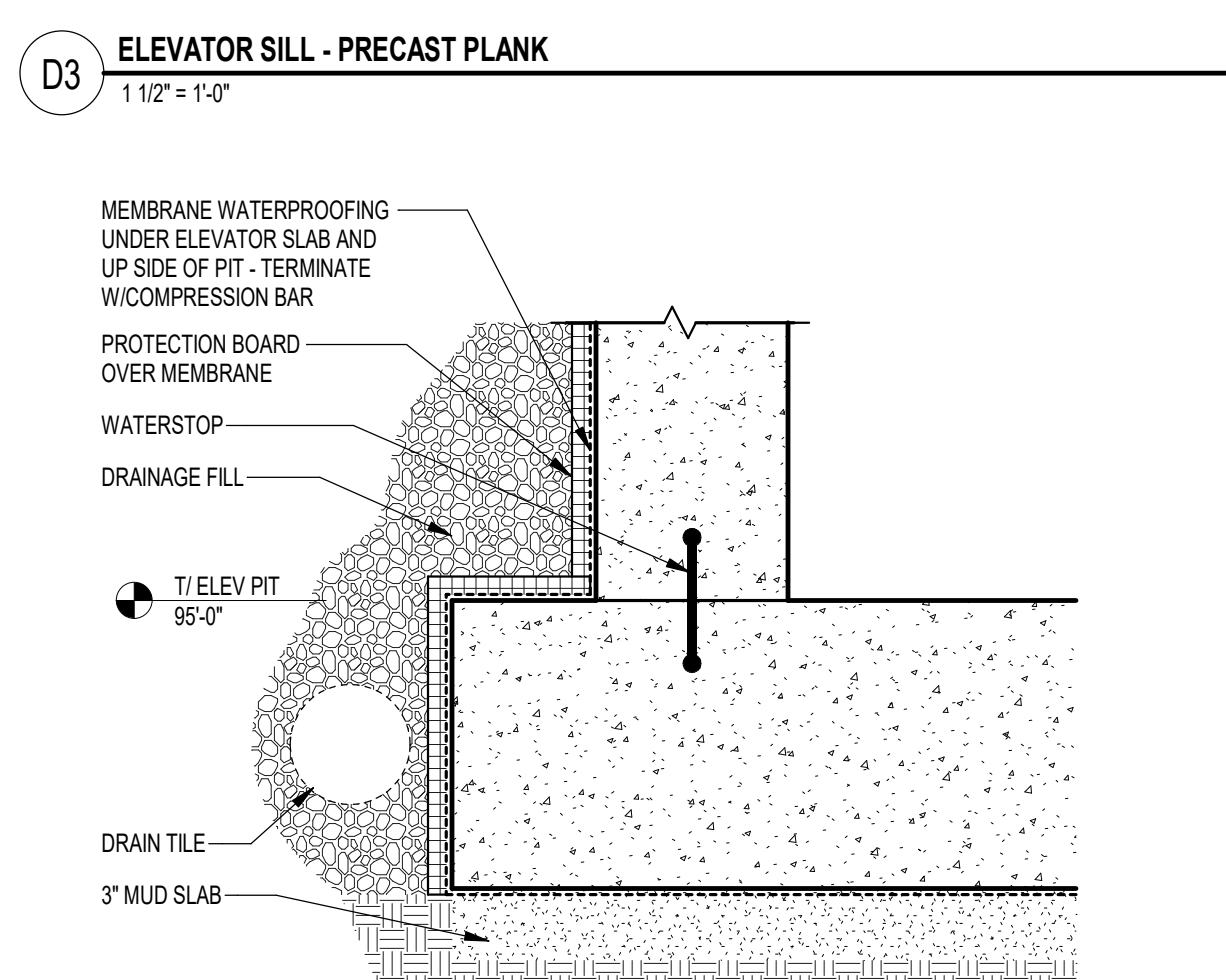 D3
ELEVATOR SILL - PRECAST PLANK
1 1/2" = 1'-0"
MEMBRANE WATERPROOFING
UNDER ELEVATOR SLAB AND
UP SIDE OF PIT - TERMINATE
W/COMPRESSION BAR
PROTECTION BOARD
OVER MEMBRANE
WATERSTOP
DRAINAGE FILL
T/ ELEV PIT
95'-0"
DRAIN TILE
3" MUD SLAB